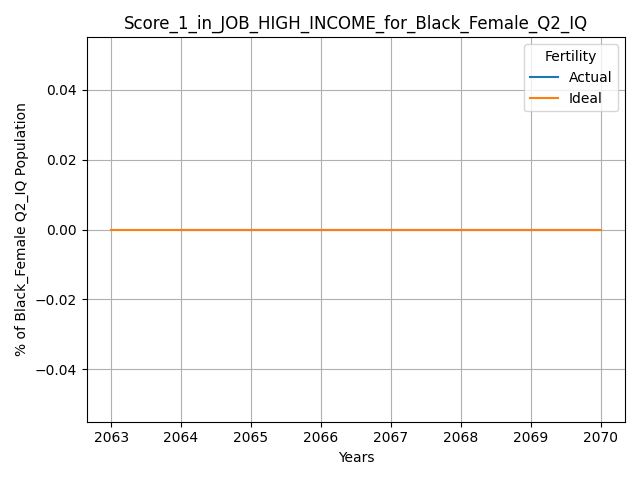 Score_1_in_JOB_HIGH_INCOME_for_Black_Female_Q2_IQ
Fertility
Actual
Ideal
% of Black_Female Q2_IQ Population
0.04
0.02
0.00
−0.02
−0.04
2063 2064 2065 2066 2067 2068 2069 2070
Years